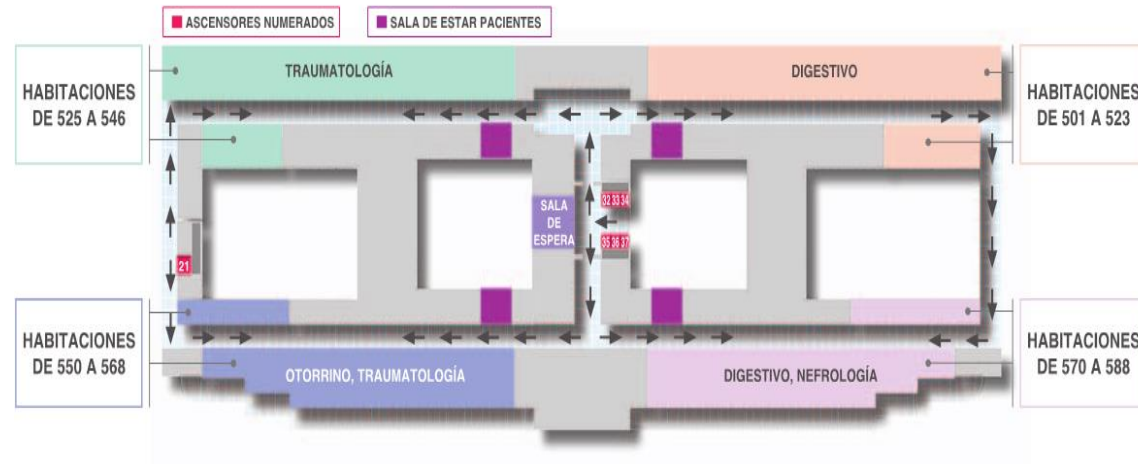 ASCENSORES NUMERADOS
SALA DE ESTAR PACIENTES
HABITACIONES
DE 525 A 546
TRAUMATOLOGÍA
DIGESTIVO
HABITACIONES
DE 501 A 523
SALA
DE
ESPERA
32 33 34
35 36 37
21
HABITACIONES
DE 550 A 568
OTORRINO, TRAUMATOLOGÍA
DIGESTIVO, NEFROLOGÍA
HABITACIONES
DE 570 A 588